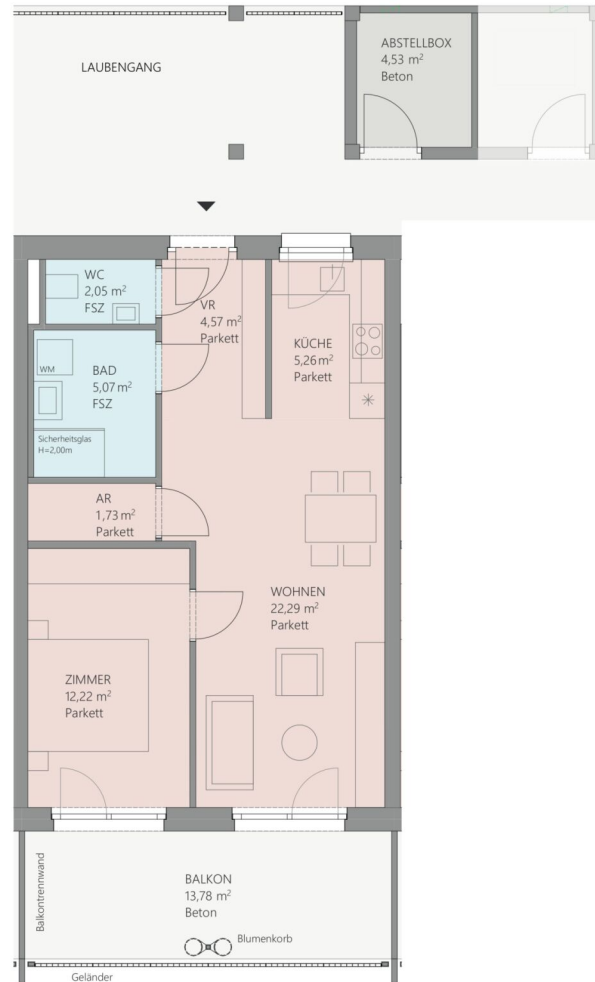 LAUBENGANG
ABSTELLBOX
4,53 m²
Beton
WC
2,05 m²
FSZ
VR
4,57 m²
Parkett
KÜCHE
5,26 m²
Parkett
WM
BAD
5,07 m²
FSZ
Sicherheitsglas
H=2,00m
AR
1,73 m²
Parkett
WOHNEN
22,29 m²
Parkett
ZIMMER
12,22 m²
Parkett
Balkontrennwand
BALKON
13,78 m²
Beton
Blumenkorb
Geländer